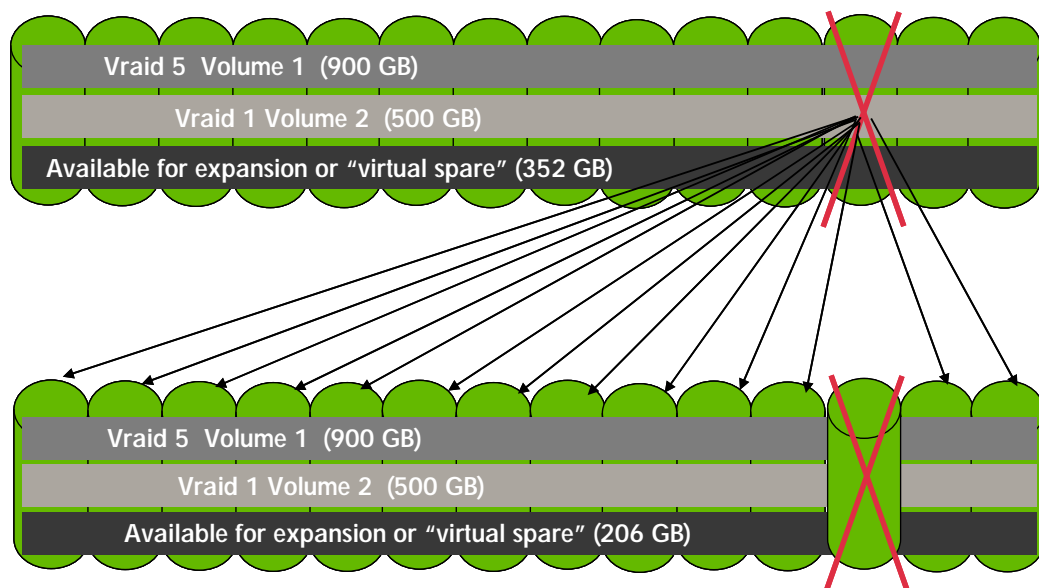 Vraid 5  Volume 1  (900 GB)
Vraid 1 Volume 2  (500 GB)
Available for expansion or “virtual spare” (352 GB)
Vraid 5  Volume 1  (900 GB)
Vraid 1 Volume 2  (500 GB)
Available for expansion or “virtual spare” (206 GB)